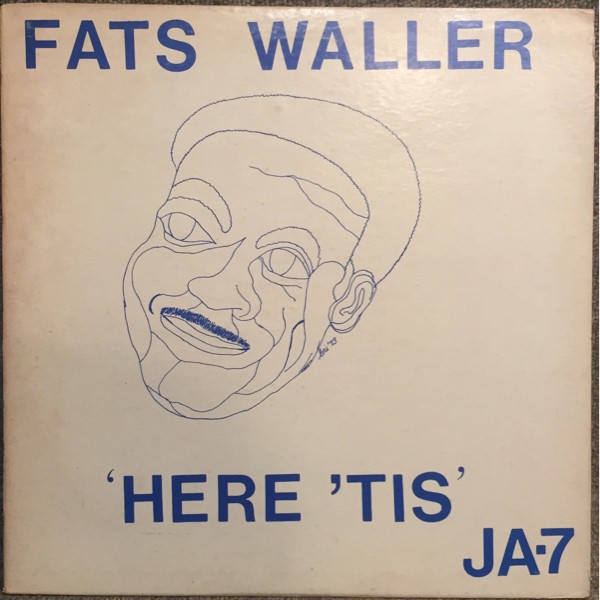 FATS WALLER
‘HERE ’TIS’
JA-7